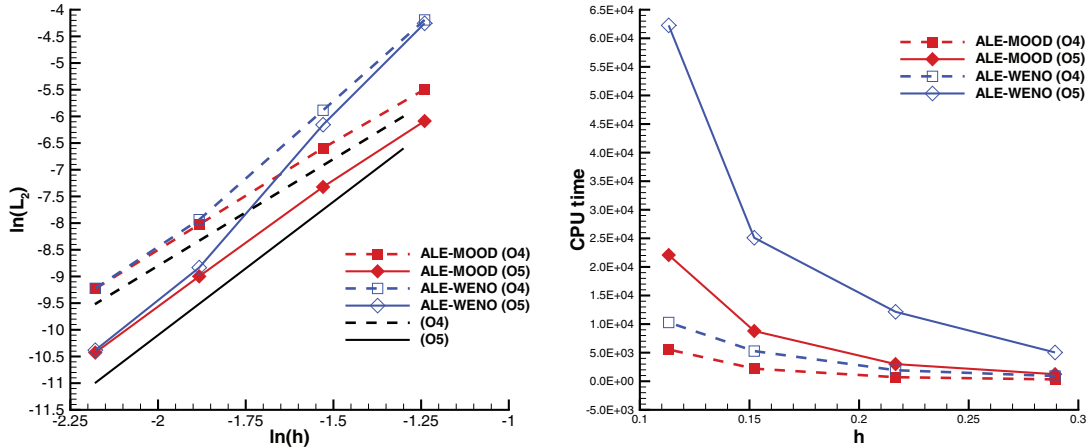 -4
-4.5
-5
-5.5
-6
-6.5
-7
-7.5
-8
-8.5
-9
-9.5
-10
-10.5
-11
-11.5
ln(L2)
ALE-MOOD (O4)
ALE-MOOD (O5)
ALE-WENO (O4)
ALE-WENO (O5)
(O4)
(O5)
-2.25
-2
-1.75
-1.5
-1.25
-1
ln(h)
6.5E+04
6.0E+04
5.5E+04
5.0E+04
4.5E+04
4.0E+04
3.5E+04
3.0E+04
2.5E+04
2.0E+04
1.5E+04
1.0E+04
5.0E+03
0.0E+00
-5.0E+03
CPU time
ALE-MOOD (O4)
ALE-MOOD (O5)
ALE-WENO (O4)
ALE-WENO (O5)
0.1
0.15
0.2
0.25
0.3
h